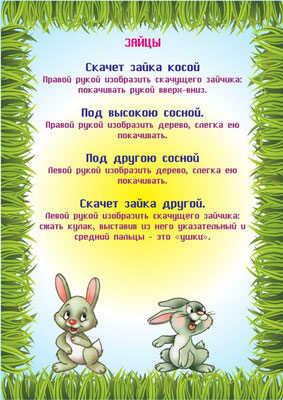 ЗАЙЦЫ
Скачет зайка косой
Правой рукой изобразить скачущего зайчика:
покачивать рукой вверх-вниз.
Под высокою сосной.
Правой рукой изобразить дерево, слегка ею
покачивать.
Под другою сосной
Левой рукой изобразить дерево, слегка ею
покачивать.
Скачет зайка другой.
Левой рукой изобразить скачущего зайчика:
сжать кулак, выставив из него указательный и
средний пальцы - это «ушки».